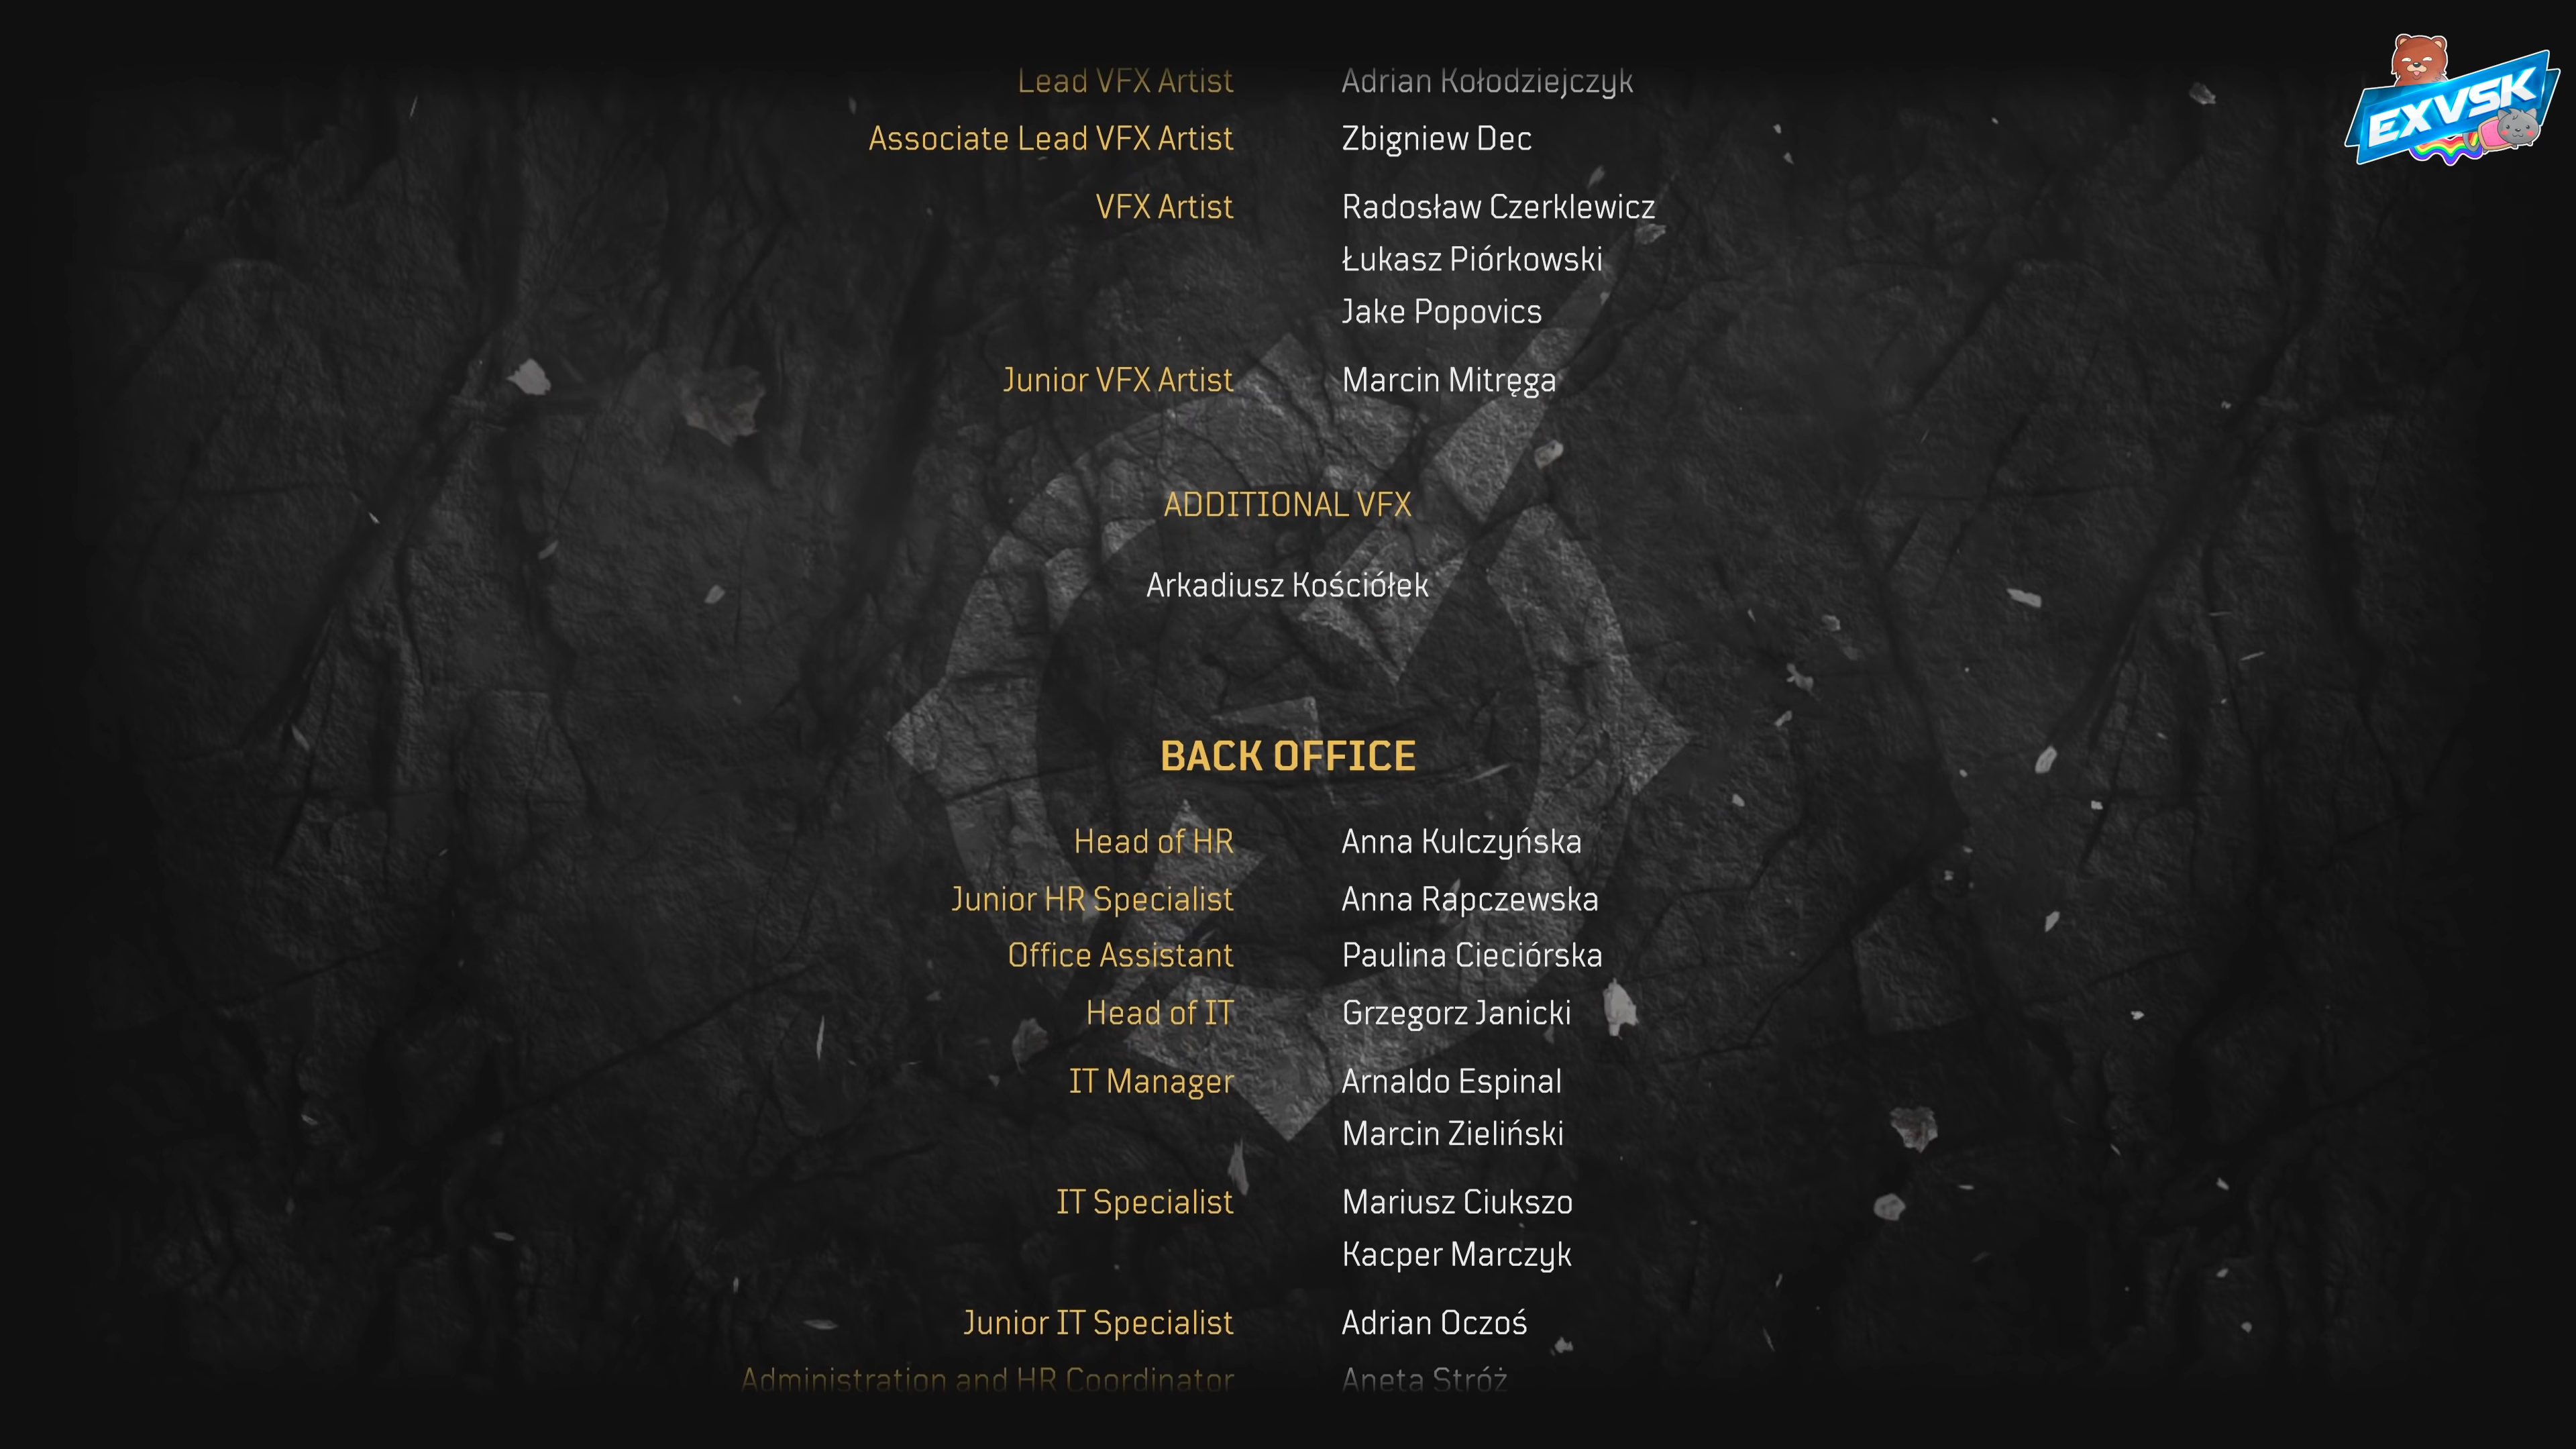 Lead VFX Artist Adrian Kołodziejczyk
Associate Lead VFX Artist Zbigniew Dec
VFX Artist Radosław Czerklewicz
Łukasz Piórkowski
Jake Popovics
Junior VFX Artist Marcin Mitręga
ADDITIONAL VFX
Arkadiusz Kościółek
BACK OFFICE
Head of HR Anna Kulczyńska
Junior HR Specialist Anna Rapczewska
Office Assistant Paulina Cieciórska
Head of IT Grzegorz Janicki
IT Manager Arnaldo Espinal
Marcin Zieliński
IT Specialist Mariusz Ciukszo
Kacper Marczyk
Junior IT Specialist Adrian Oczoś
Administration and HR Coordinator Aneta Stróż
EXVSK